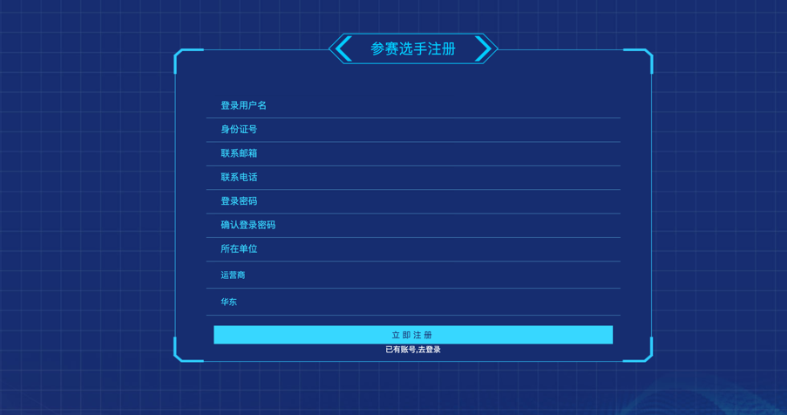 参赛选手注册
登录用户名
身份证号
联系邮箱
联系电话
登录密码
确认登录密码
所在单位
运营商
华东
立即注册
已有账号,去登录